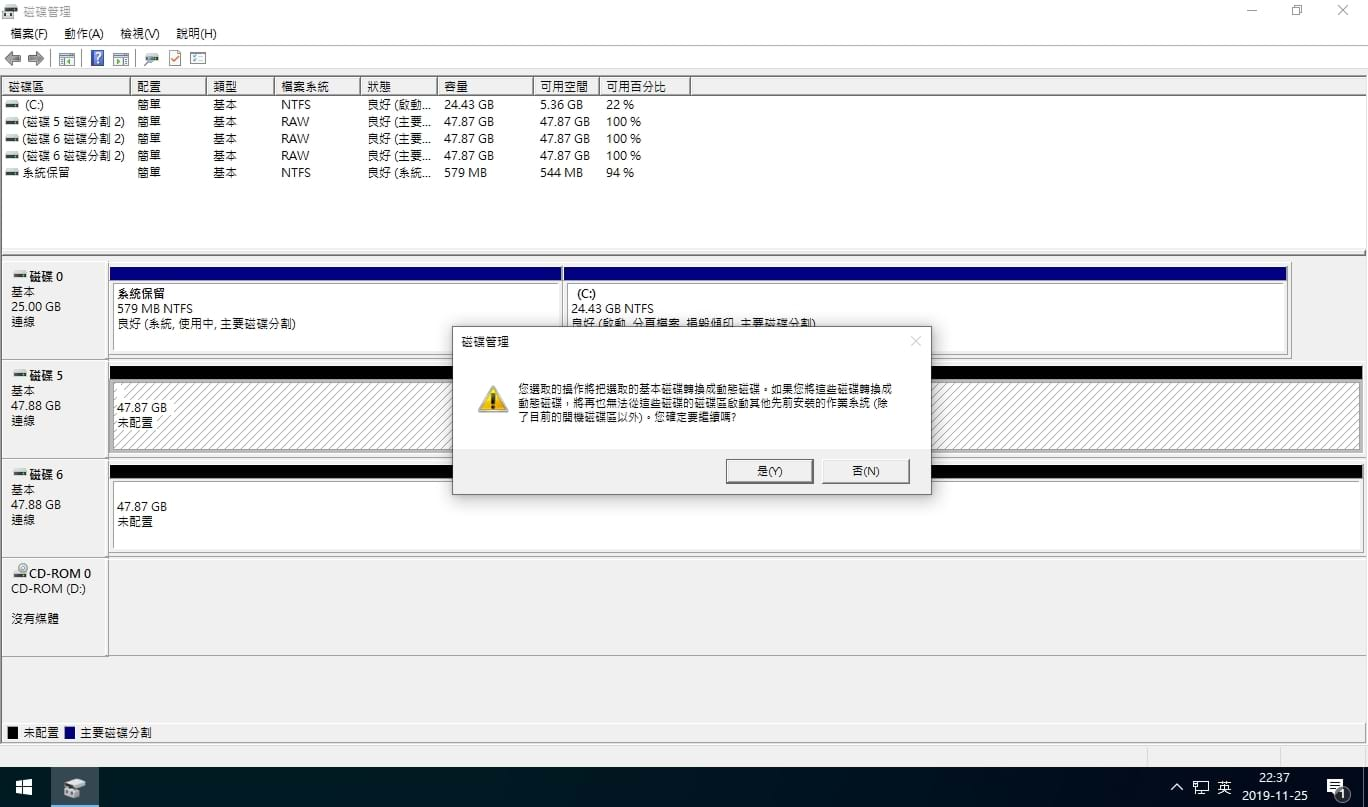 磁碟管理
檔案(F) 動作(A) 檢視(V) 說明(H)
磁碟區 配置 類型 檔案系統 狀態 容量 可用空間 可用百分比
(C:) 簡單 基本 NTFS 良好 (啟動... 24.43 GB 5.36 GB 22 %
(磁碟 5 磁碟分割 2) 簡單 基本 RAW 良好 (主要... 47.87 GB 47.87 GB 100 %
(磁碟 6 磁碟分割 2) 簡單 基本 RAW 良好 (主要... 47.87 GB 47.87 GB 100 %
(磁碟 6 磁碟分割 2) 簡單 基本 RAW 良好 (主要... 47.87 GB 47.87 GB 100 %
系統保留 簡單 基本 NTFS 良好 (系統... 579 MB 544 MB 94 %
磁碟 0
基本
25.00 GB
連線
系統保留
579 MB NTFS
良好 (系統, 使用中, 主要磁碟分割)
(C:)
24.43 GB NTFS
良好 (啟動, 分頁檔案, 損毀傾印, 主要磁碟分割)
磁碟管理
您選取的操作將把選取的基本磁碟轉換成動態磁碟。如果您將這些磁碟轉換成
動態磁碟，將再也無法從這些磁碟的磁碟區啟動其他先前安裝的作業系統 (除
了目前的開機磁碟區以外)。您確定要繼續嗎?
是(Y) 否(N)
磁碟 5
基本
47.88 GB
連線
47.87 GB
未配置
磁碟 6
基本
47.88 GB
連線
47.87 GB
未配置
CD-ROM 0
CD-ROM (D:)
沒有媒體
未配置 主要磁碟分割
英
22:37
2019-11-25
1